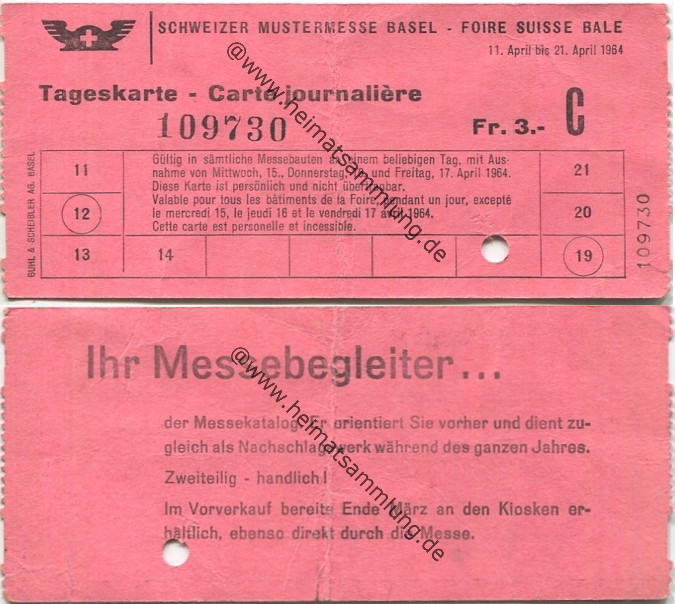 SCHWEIZER MUSTERMESSE BASEL - FOIRE SUISSE BALE
11. April bis 21. April 1964
Tageskarte - Carte journalière
109730
Fr. 3.- C
Gültig in sämtliche Messebauten an einem beliebigen Tag, mit Aus-
nahme von Mittwoch, 15., Donnerstag, 16. und Freitag, 17. April 1964.
Diese Karte ist persönlich und nicht übertragbar.
Valable pour tous les bâtiments de la Foire, pendant un jour, excepté
le mercredi 15, le jeudi 16 et le vendredi 17 avril 1964.
Cette carte est personelle et incessible.
11
12
13
14
21
20
19
109730
BUHL & SCHEIBLER AG. BASEL
@www.heimatsammlung.de
Ihr Messebegleiter...
der Messekatalog. Er orientiert Sie vorher und dient zu-
gleich als Nachschlagewerk während des ganzen Jahres.
Zweiteilig - handlich!
Im Vorverkauf bereits Ende März an den Kiosken er-
hältlich, ebenso direkt durch die Messe.
@www.heimatsammlung.de